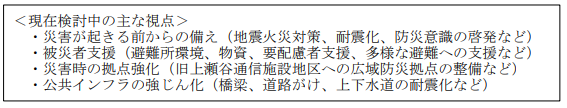 ＜現在検討中の主な視点＞
・災害が起きる前からの備え（地震火災対策、耐震化、防災意識の啓発など）
・被災者支援（避難所環境、物資、要配慮者支援、多様な避難への支援など）
・災害時の拠点強化（旧上瀬谷通信施設地区への広域防災拠点の整備など）
・公共インフラの強じん化（橋梁、道路がけ、上下水道の耐震化など）